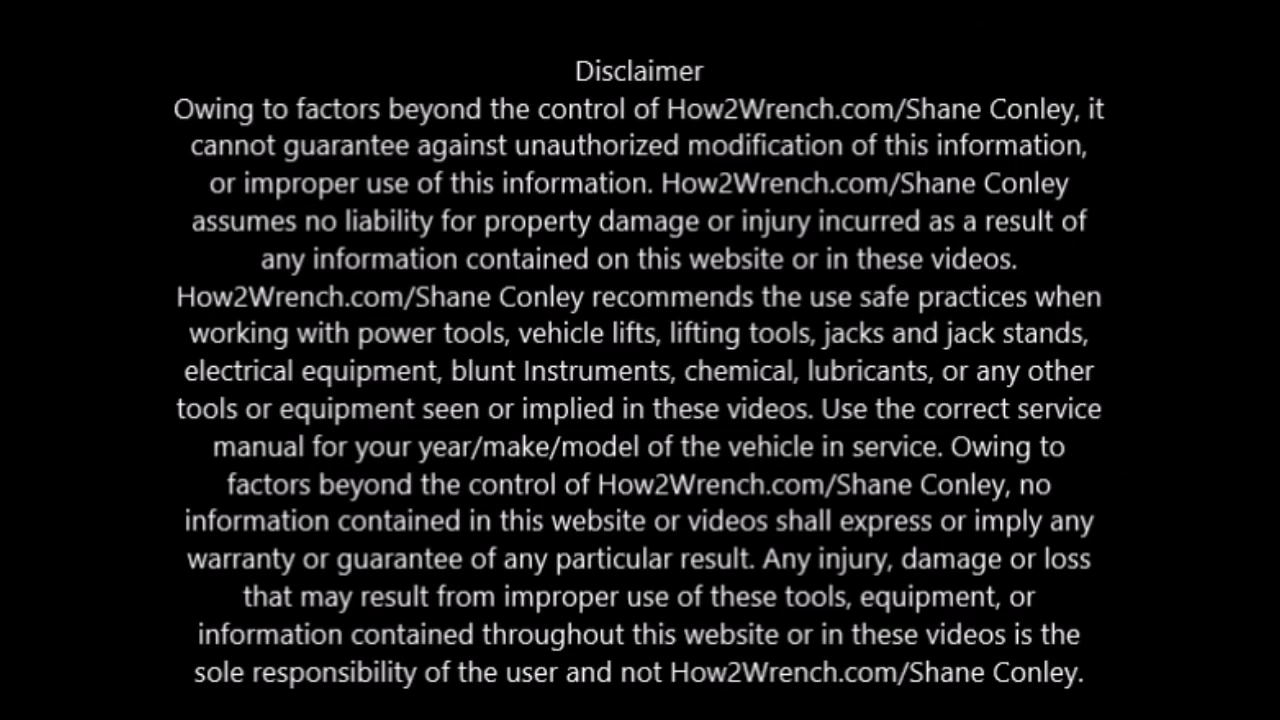 Disclaimer
Owing to factors beyond the control of How2Wrench.com/Shane Conley, it
cannot guarantee against unauthorized modification of this information,
or improper use of this information. How2Wrench.com/Shane Conley
assumes no liability for property damage or injury incurred as a result of
any information contained on this website or in these videos.
How2Wrench.com/Shane Conley recommends the use safe practices when
working with power tools, vehicle lifts, lifting tools, jacks and jack stands,
electrical equipment, blunt Instruments, chemical, lubricants, or any other
tools or equipment seen or implied in these videos. Use the correct service
manual for your year/make/model of the vehicle in service. Owing to
factors beyond the control of How2Wrench.com/Shane Conley, no
information contained in this website or videos shall express or imply any
warranty or guarantee of any particular result. Any injury, damage or loss
that may result from improper use of these tools, equipment, or
information contained throughout this website or in these videos is the
sole responsibility of the user and not How2Wrench.com/Shane Conley.